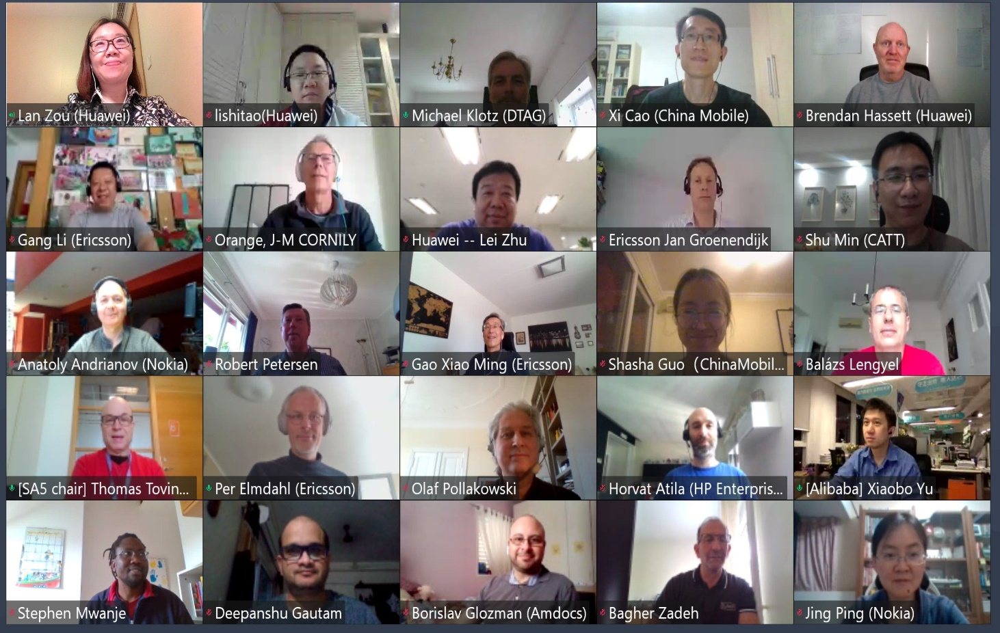 Lan Zou (Huawei)
lishitao(Huawei)
Michael Klotz (DTAG)
Xi Cao (China Mobile)
Brendan Hassett (Huawei)
Gang Li (Ericsson)
Orange, J-M CORNILY
Huawei -- Lei Zhu
Ericsson Jan Groenendijk
Shu Min (CATT)
Anatoly Andrianov (Nokia)
Robert Petersen
Gao Xiao Ming (Ericsson)
Shasha Guo（ChinaMobil...
Balázs Lengyel
[SA5 chair] Thomas Tovin...
Per Elmdahl (Ericsson)
Olaf Pollakowski
Horvat Atila (HP Enterpris...
[Alibaba] Xiaobo Yu
Stephen Mwanje
Deepanshu Gautam
Borislav Glozman (Amdocs)
Bagher Zadeh
Jing Ping (Nokia)